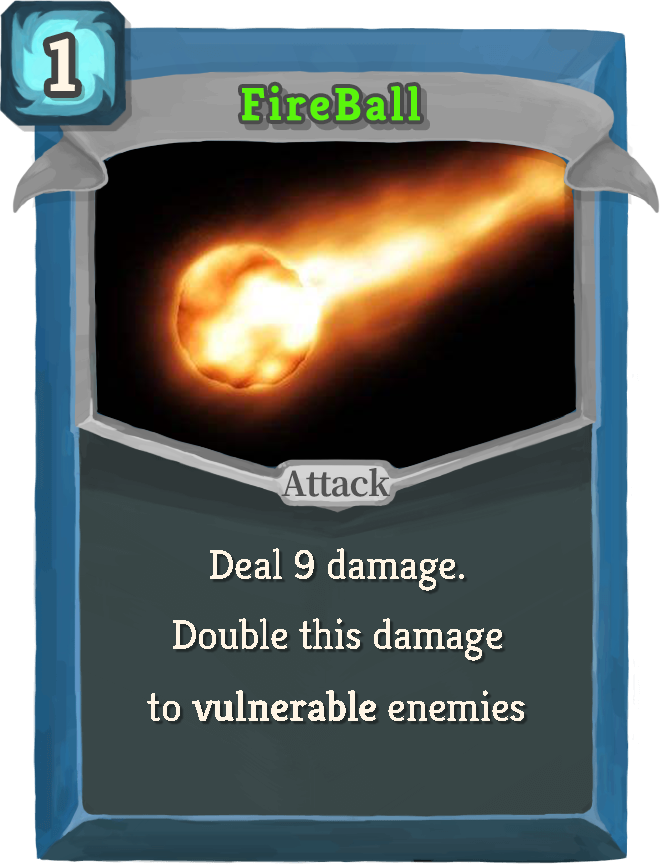 1
FireBall
Attack
Deal 9 damage.
Double this damage
to vulnerable enemies